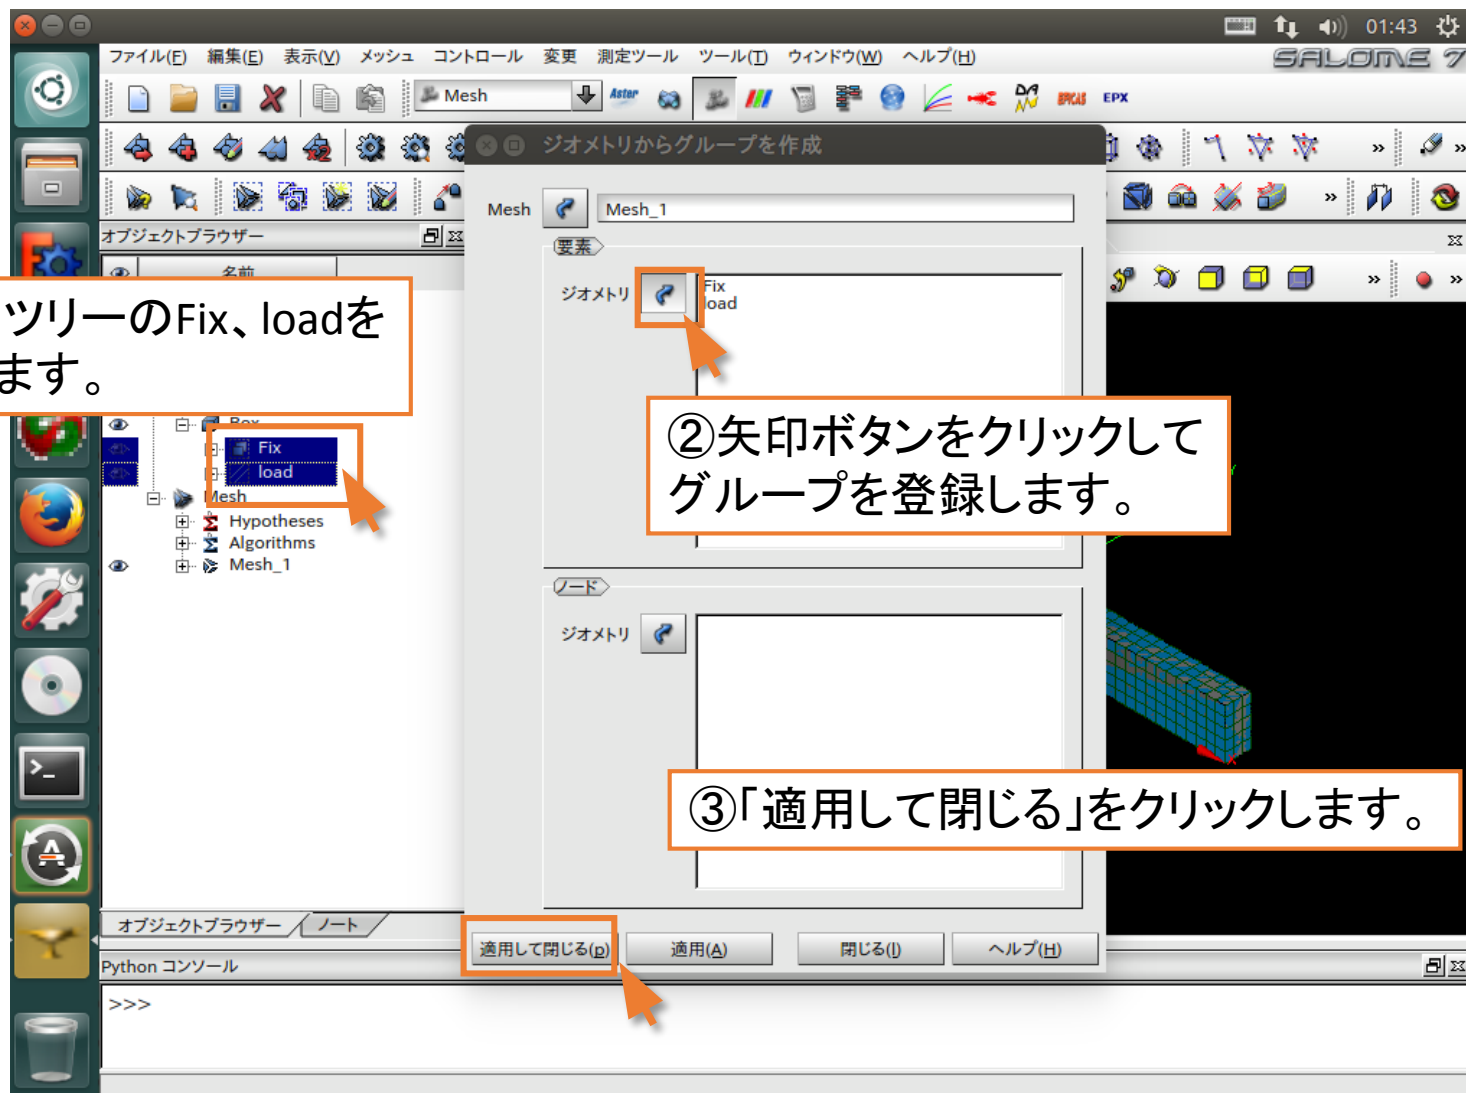 01:43
ファイル(F) 編集(E) 表示(V) メッシュ コントロール 変更 測定ツール ツール(T) ウィンドウ(W) ヘルプ(H)
SALOME 7
Mesh
Aster
EPX
ジオメトリからグループを作成
Mesh
Mesh_1
オブジェクトブラウザー
名前
要素
ジオメトリ
Fix
load
ツリーのFix、loadを
ます。
②矢印ボタンをクリックして
グループを登録します。
Box
Fix
load
Mesh
Hypotheses
Algorithms
Mesh_1
ノード
ジオメトリ
③「適用して閉じる」をクリックします。
オブジェクトブラウザー
ノート
適用して閉じる(p)
適用(A)
閉じる(l)
ヘルプ(H)
Python コンソール
>>>